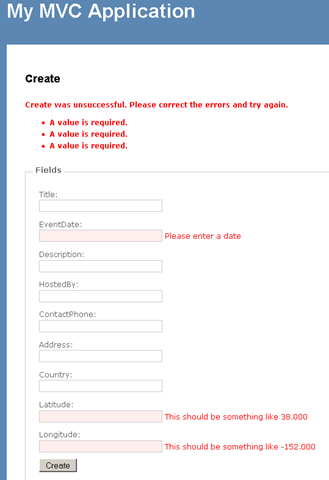 My MVC Application
Create
Create was unsuccessful. Please correct the errors and try again.
A value is required.
A value is required.
A value is required.
Fields
Title:
EventDate:
Please enter a date
Description:
HostedBy:
ContactPhone:
Address:
Country:
Latitude:
This should be something like 38.000
Longitude:
This should be something like -152.000
Create